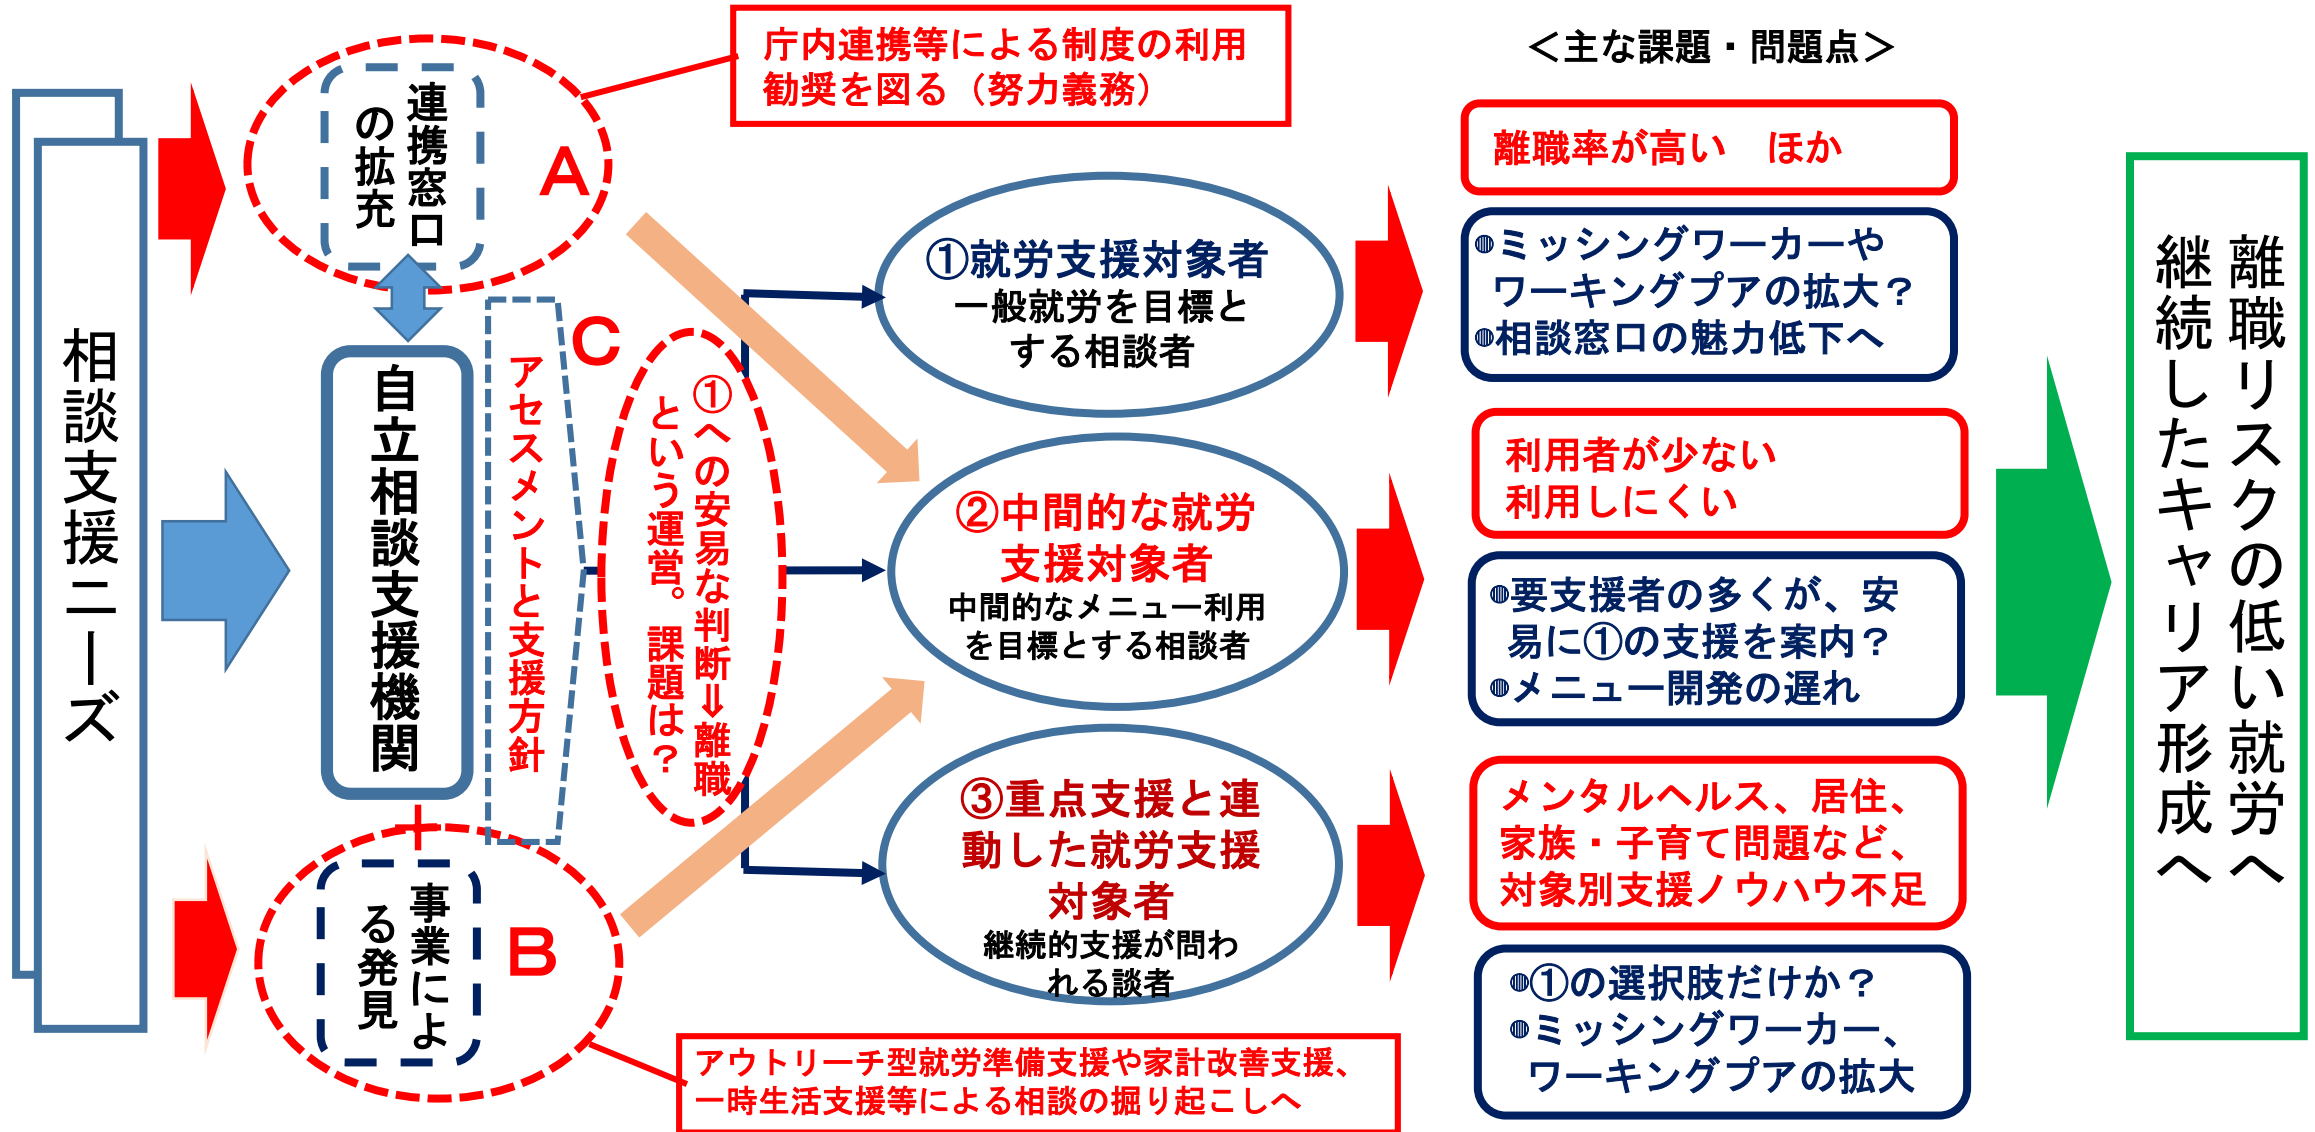 相談支援ニーズ
連携窓口
の拡充
A
庁内連携等による制度の利用
勧奨を図る（努力義務）
自立相談支援機関
＋
事業によ
る発見
B
アウトリーチ型就労準備支援や家計改善支援、
一時生活支援等による相談の掘り起こしへ
アセスメントと支援方針
C
①への安易な判断⇒離職
という運営。課題は？
①就労支援対象者
一般就労を目標と
する相談者
②中間的な就労
支援対象者
中間的なメニュー利用
を目標とする相談者
③重点支援と連
動した就労支援
対象者
継続的支援が問わ
れる談者
＜主な課題・問題点＞
離職率が高い　ほか
◍ミッシングワーカーや
ワーキングプアの拡大？
◍相談窓口の魅力低下へ
利用者が少ない
利用しにくい
◍要支援者の多くが、安
易に①の支援を案内？
◍メニュー開発の遅れ
メンタルヘルス、居住、
家族・子育て問題など、
対象別支援ノウハウ不足
◍①の選択肢だけか？
◍ミッシングワーカー、
ワーキングプアの拡大
離職リスクの低い就労へ
継続したキャリア形成へ